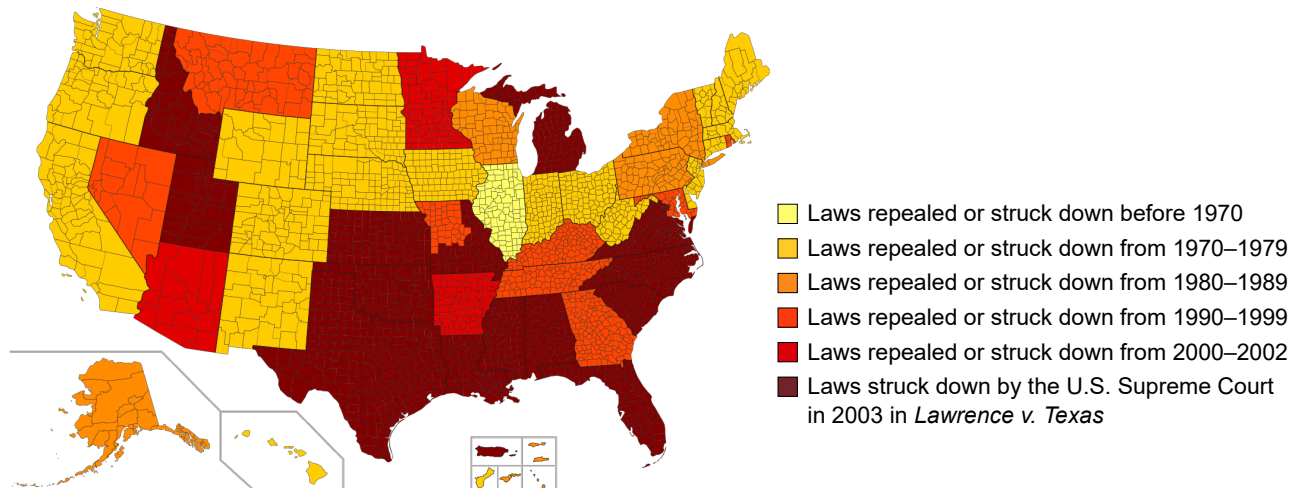 Laws repealed or struck down before 1970
Laws repealed or struck down from 1970–1979
Laws repealed or struck down from 1980–1989
Laws repealed or struck down from 1990–1999
Laws repealed or struck down from 2000–2002
Laws struck down by the U.S. Supreme Court
in 2003 in Lawrence v. Texas